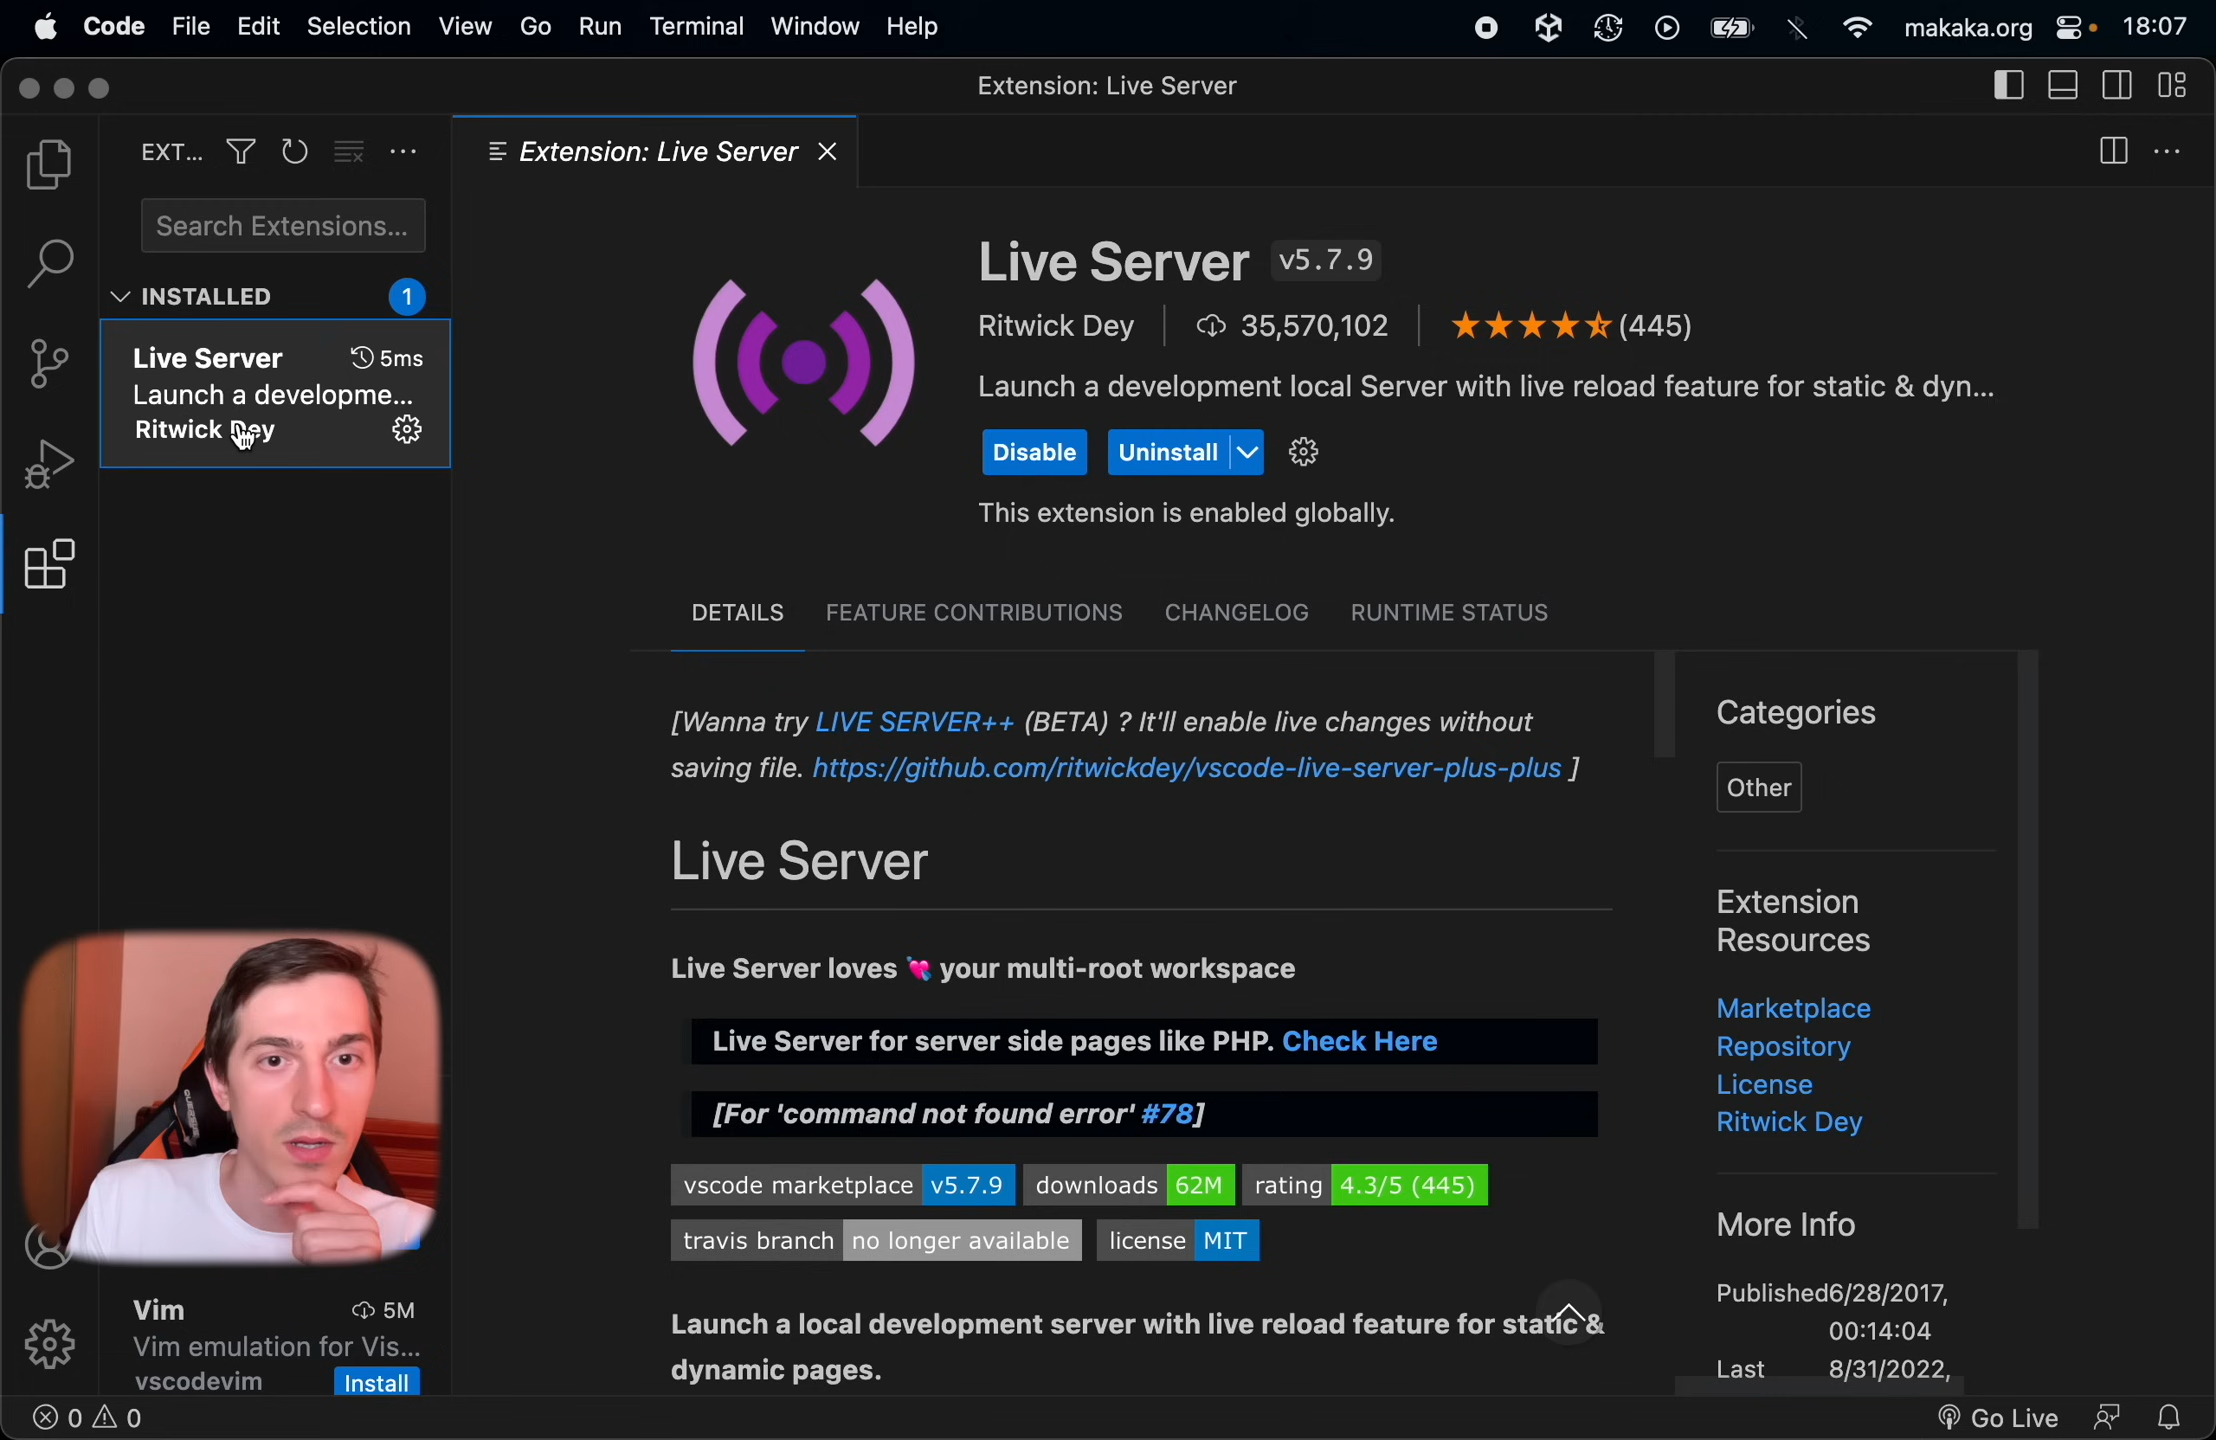 Code File Edit Selection View Go Run Terminal Window Help makaka.org 18:07
Extension: Live Server
EXT...
Search Extensions...
INSTALLED 1
Live Server 5ms
Launch a developme...
Ritwick Dey
Extension: Live Server
Live Server v5.7.9
Ritwick Dey 35,570,102 (445)
Launch a development local Server with live reload feature for static & dyn...
Disable Uninstall
This extension is enabled globally.
DETAILS FEATURE CONTRIBUTIONS CHANGELOG RUNTIME STATUS
[Wanna try LIVE SERVER++ (BETA) ? It'll enable live changes without
saving file. https://github.com/ritwickdey/vscode-live-server-plus-plus ]
Live Server
Live Server loves 💘 your multi-root workspace
Live Server for server side pages like PHP. Check Here
[For 'command not found error' #78]
vscode marketplace v5.7.9 downloads 62M rating 4.3/5 (445)
travis branch no longer available license MIT
Launch a local development server with live reload feature for static &
dynamic pages.
Categories
Other
Extension
Resources
Marketplace
Repository
License
Ritwick Dey
More Info
Published6/28/2017,
00:14:04
Last 8/31/2022,
Vim 5M
Vim emulation for Vis...
vscodevim Install
0 0
Go Live